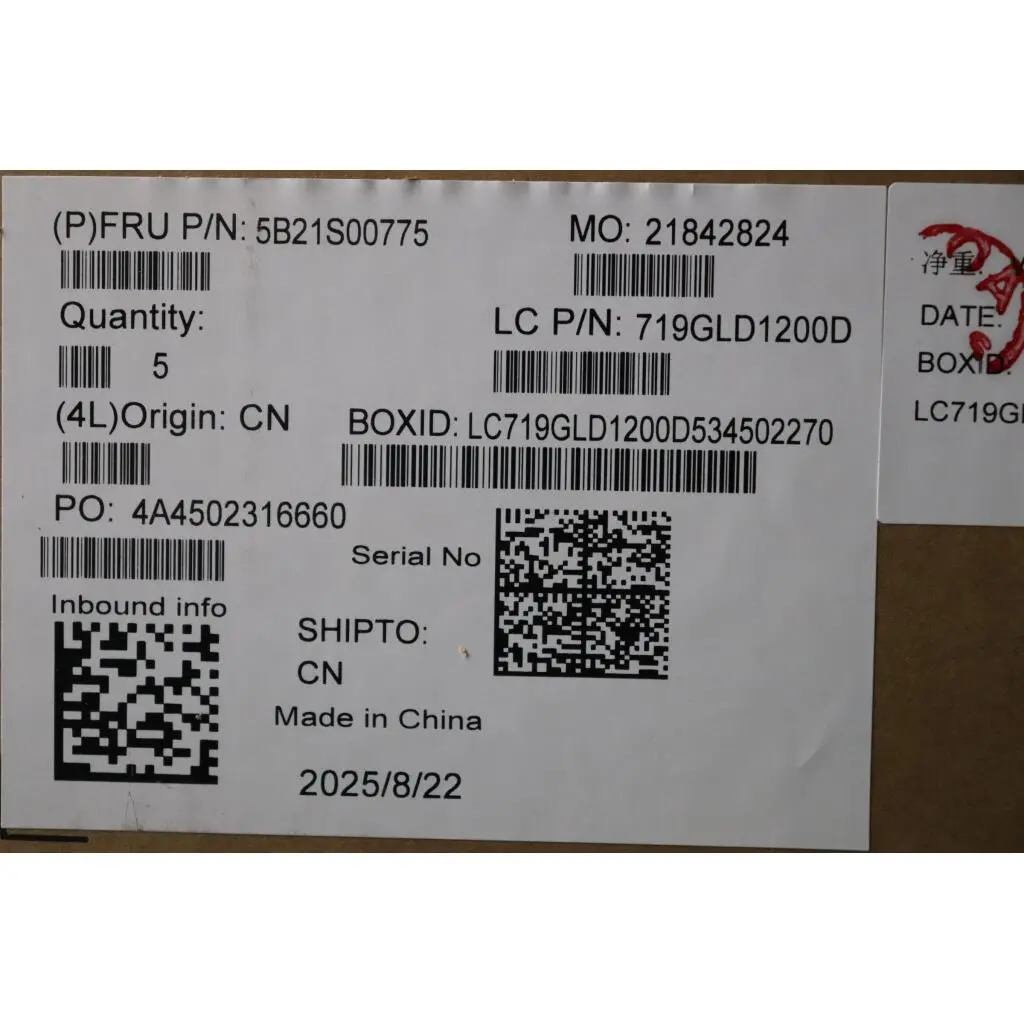 (P)FRU P/N: 5B21S00775
MO: 21842824
Quantity:
5
LC P/N: 719GLD1200D
(4L)Origin: CN
BOXID: LC719GLD1200D534502270
PO: 4A4502316660
Serial No
Inbound info
SHIPTO:
CN
Made in China
2025/8/22
净重:
DATE:
BOXID:
LC719GL